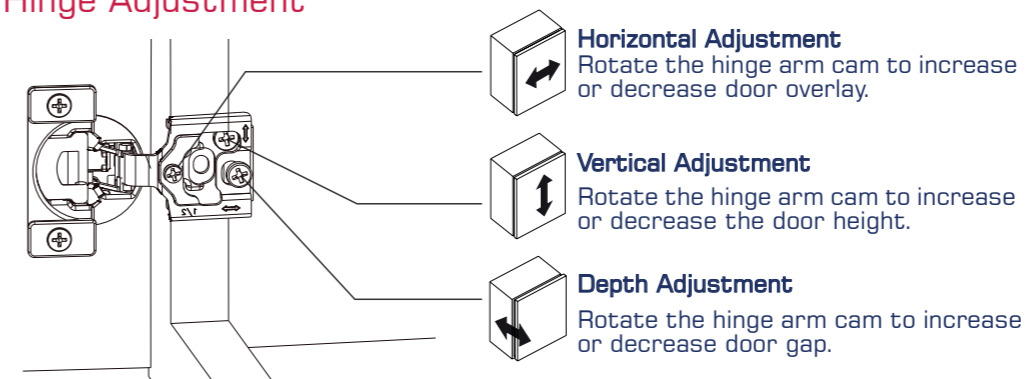 Hinge Adjustment
Horizontal Adjustment
Rotate the hinge arm cam to increase
or decrease door overlay.
Vertical Adjustment
Rotate the hinge arm cam to increase
or decrease the door height.
Depth Adjustment
Rotate the hinge arm cam to increase
or decrease door gap.
1/2